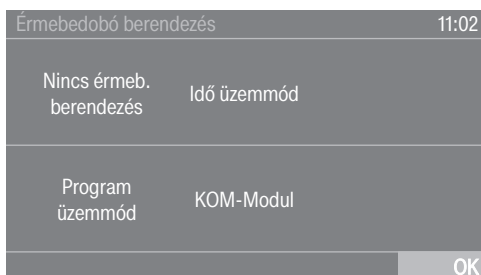 Érmebedobó berendezés 11:02
Nincs érmeb.
berendezés
Idő üzemmód
Program
üzemmód
KOM-Modul
OK